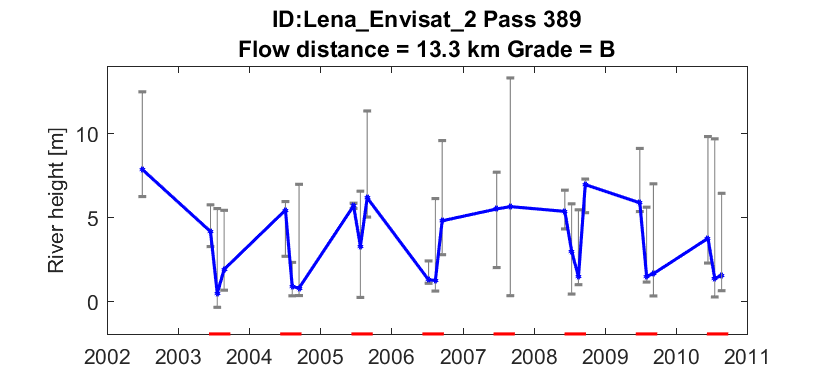 ID:Lena_Envisat_2 Pass 389
Flow distance = 13.3 km Grade = B
River height [m]
10
5
0
2002 2003 2004 2005 2006 2007 2008 2009 2010 2011